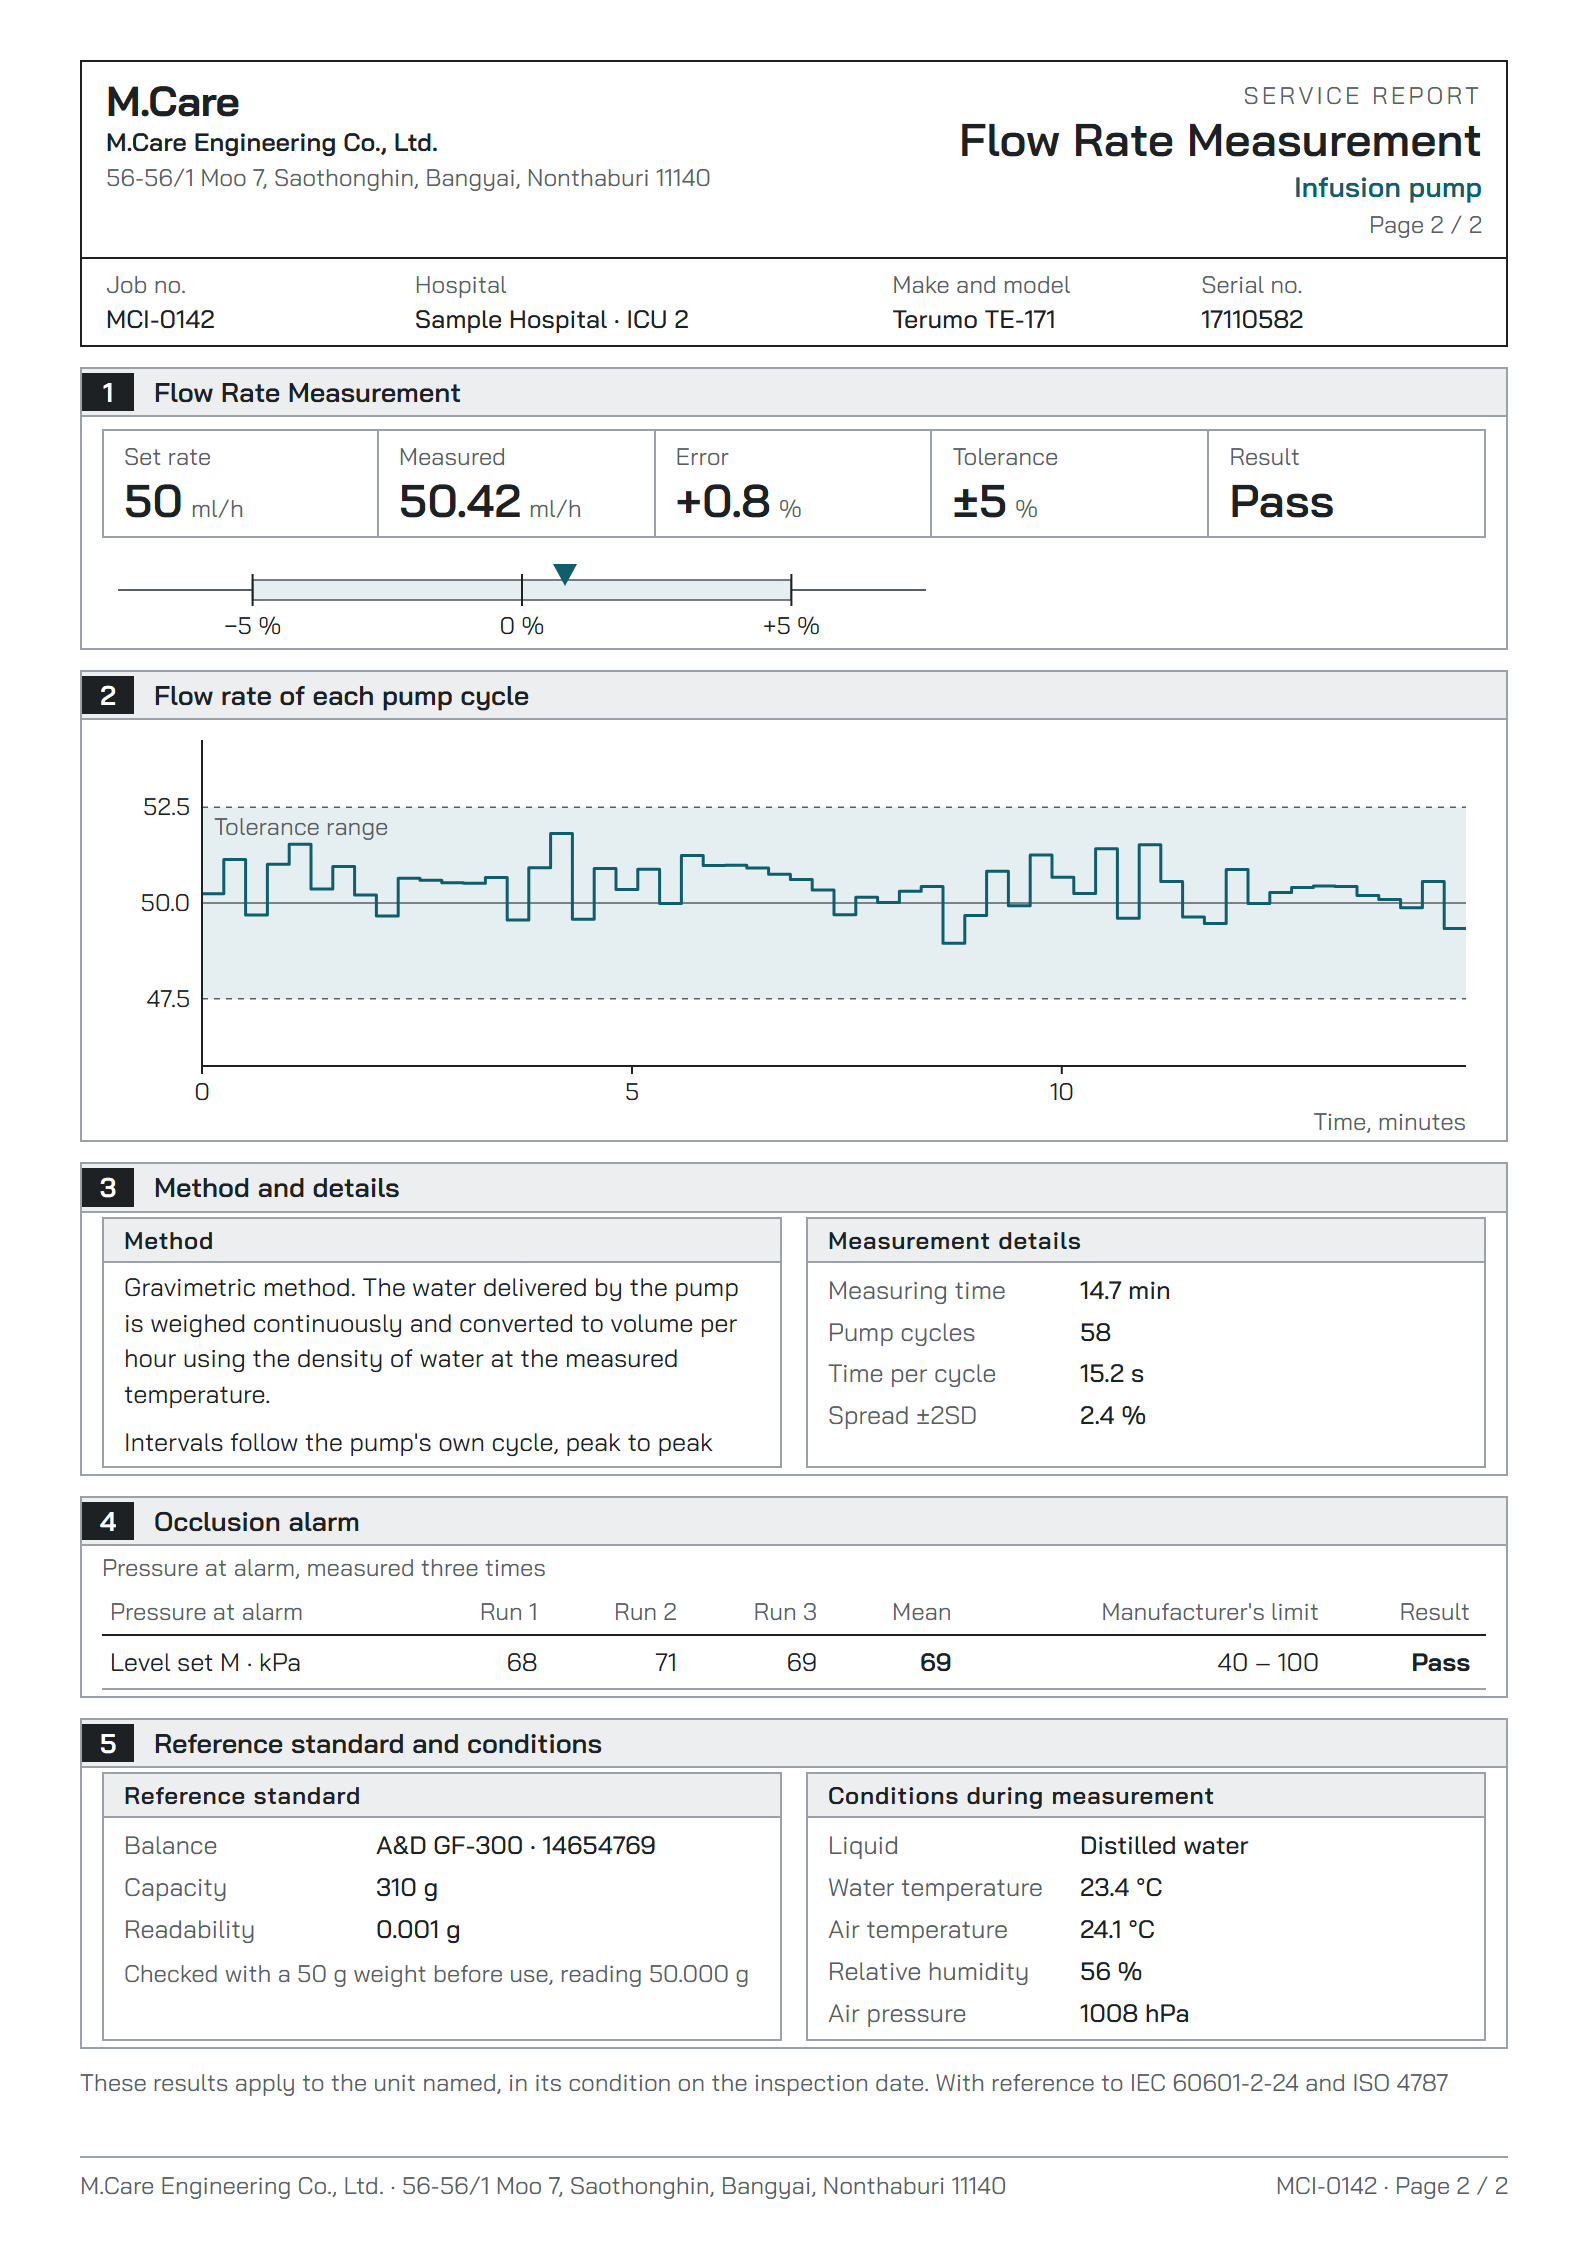 M.Care
M.Care Engineering Co., Ltd.
56-56/1 Moo 7, Saothonghin, Bangyai, Nonthaburi 11140
SERVICE REPORT
Flow Rate Measurement
Infusion pump
Page 2 / 2
Job no. Hospital Make and model Serial no.
MCI-0142 Sample Hospital · ICU 2 Terumo TE-171 17110582
1 Flow Rate Measurement
Set rate Measured Error Tolerance Result
50 ml/h 50.42 ml/h +0.8 % ±5 % Pass
−5 % 0 % +5 %
2 Flow rate of each pump cycle
52.5
Tolerance range
50.0
47.5
0 5 10
Time, minutes
3 Method and details
Method
Gravimetric method. The water delivered by the pump
is weighed continuously and converted to volume per
hour using the density of water at the measured
temperature.
Intervals follow the pump's own cycle, peak to peak
Measurement details
Measuring time 14.7 min
Pump cycles 58
Time per cycle 15.2 s
Spread ±2SD 2.4 %
4 Occlusion alarm
Pressure at alarm, measured three times
Pressure at alarm Run 1 Run 2 Run 3 Mean Manufacturer's limit Result
Level set M · kPa 68 71 69 69 40 – 100 Pass
5 Reference standard and conditions
Reference standard
Balance A&D GF-300 · 14654769
Capacity 310 g
Readability 0.001 g
Checked with a 50 g weight before use, reading 50.000 g
Conditions during measurement
Liquid Distilled water
Water temperature 23.4 °C
Air temperature 24.1 °C
Relative humidity 56 %
Air pressure 1008 hPa
These results apply to the unit named, in its condition on the inspection date. With reference to IEC 60601-2-24 and ISO 4787
M.Care Engineering Co., Ltd. · 56-56/1 Moo 7, Saothonghin, Bangyai, Nonthaburi 11140 MCI-0142 · Page 2 / 2